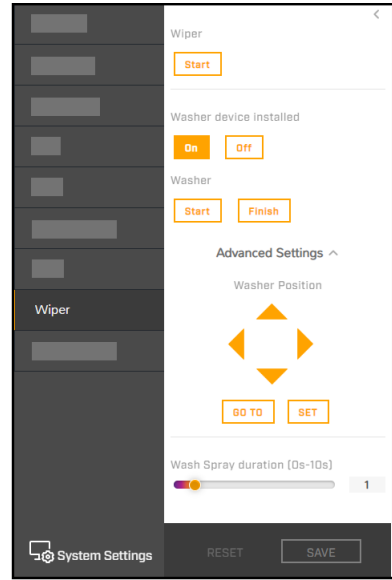 Wiper
Start
Washer device installed
On Off
Washer
Start Finish
Advanced Settings
Washer Position
GO TO SET
Wash Spray duration (0s-10s)
1
Wiper
System Settings
RESET SAVE